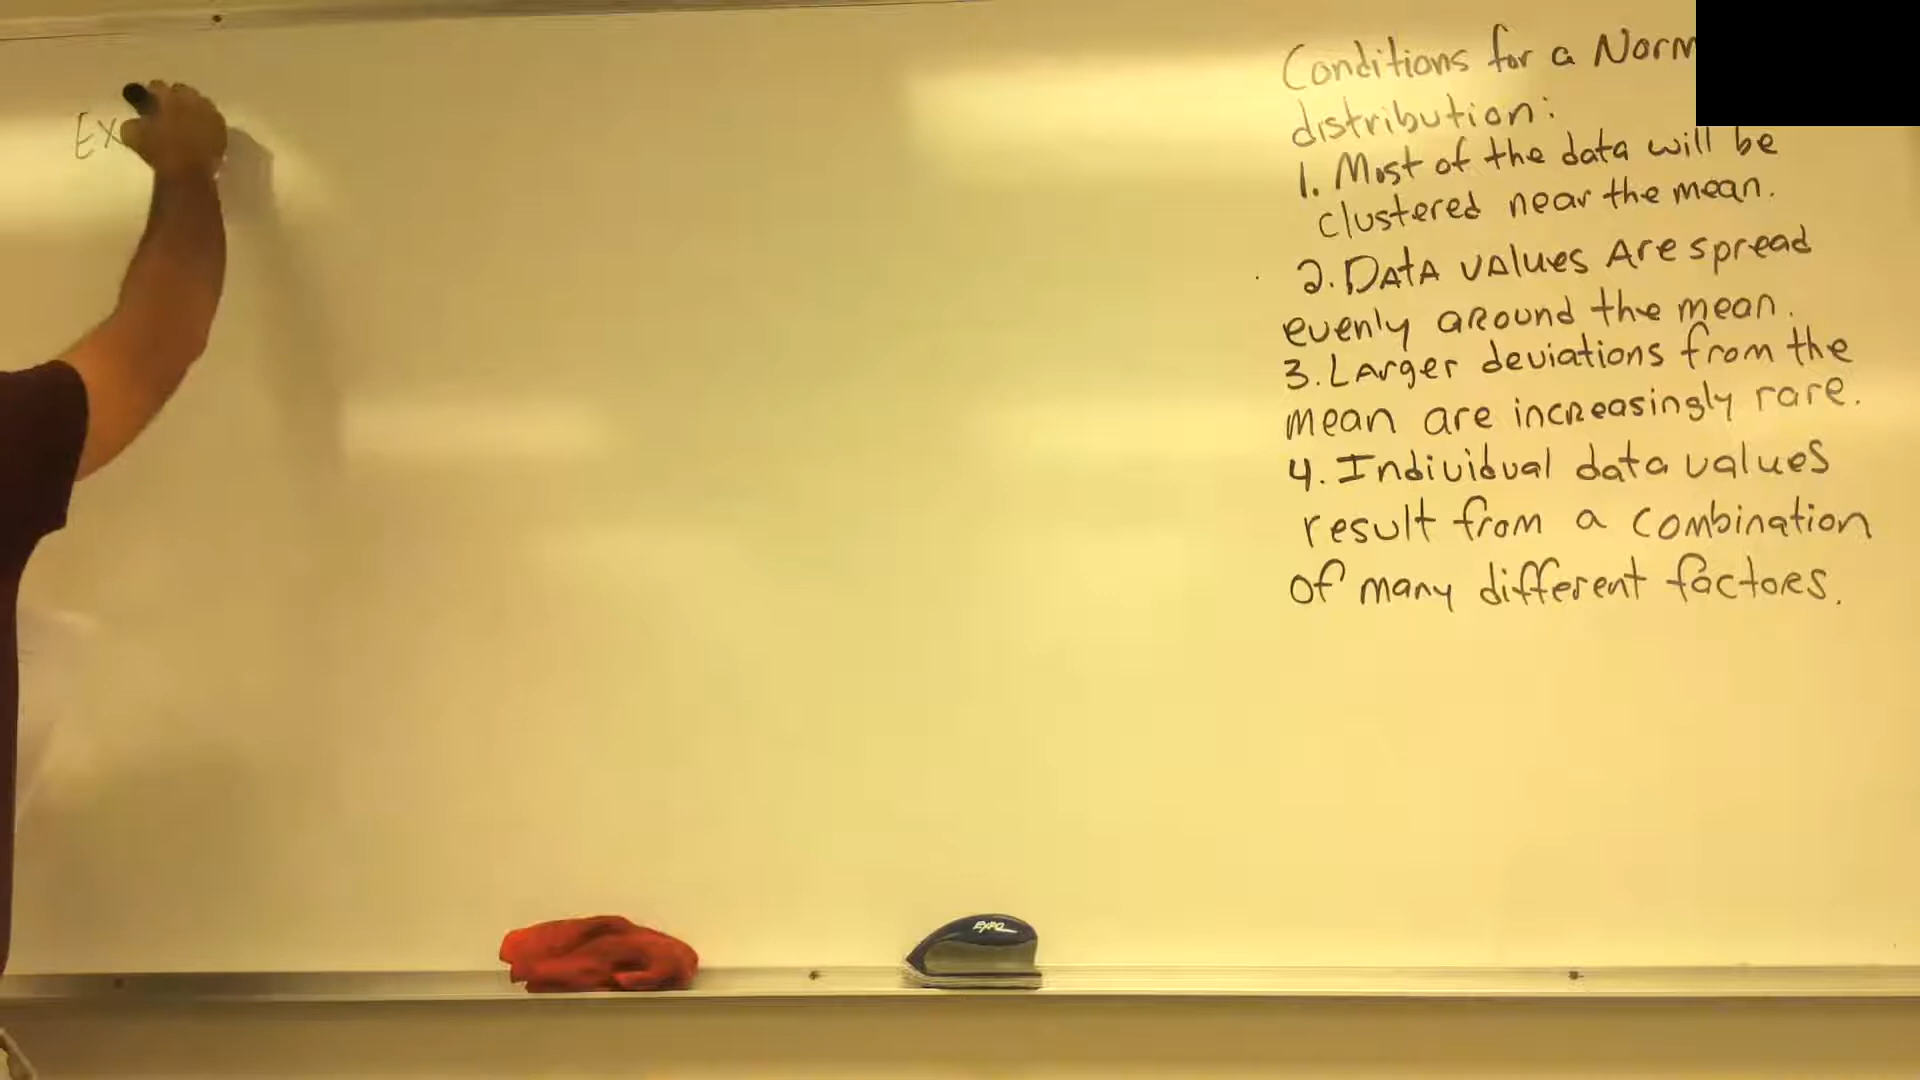 Ex
Conditions for a Norm
distribution:
1. Most of the data will be
clustered near the mean.
2. DAtA vAlues Are spread
evenly aRound the mean.
3. LArger deviations from the
mean are incReasingly rare.
4. Individual data values
result from a combination
of many different factoRs.
EXPO